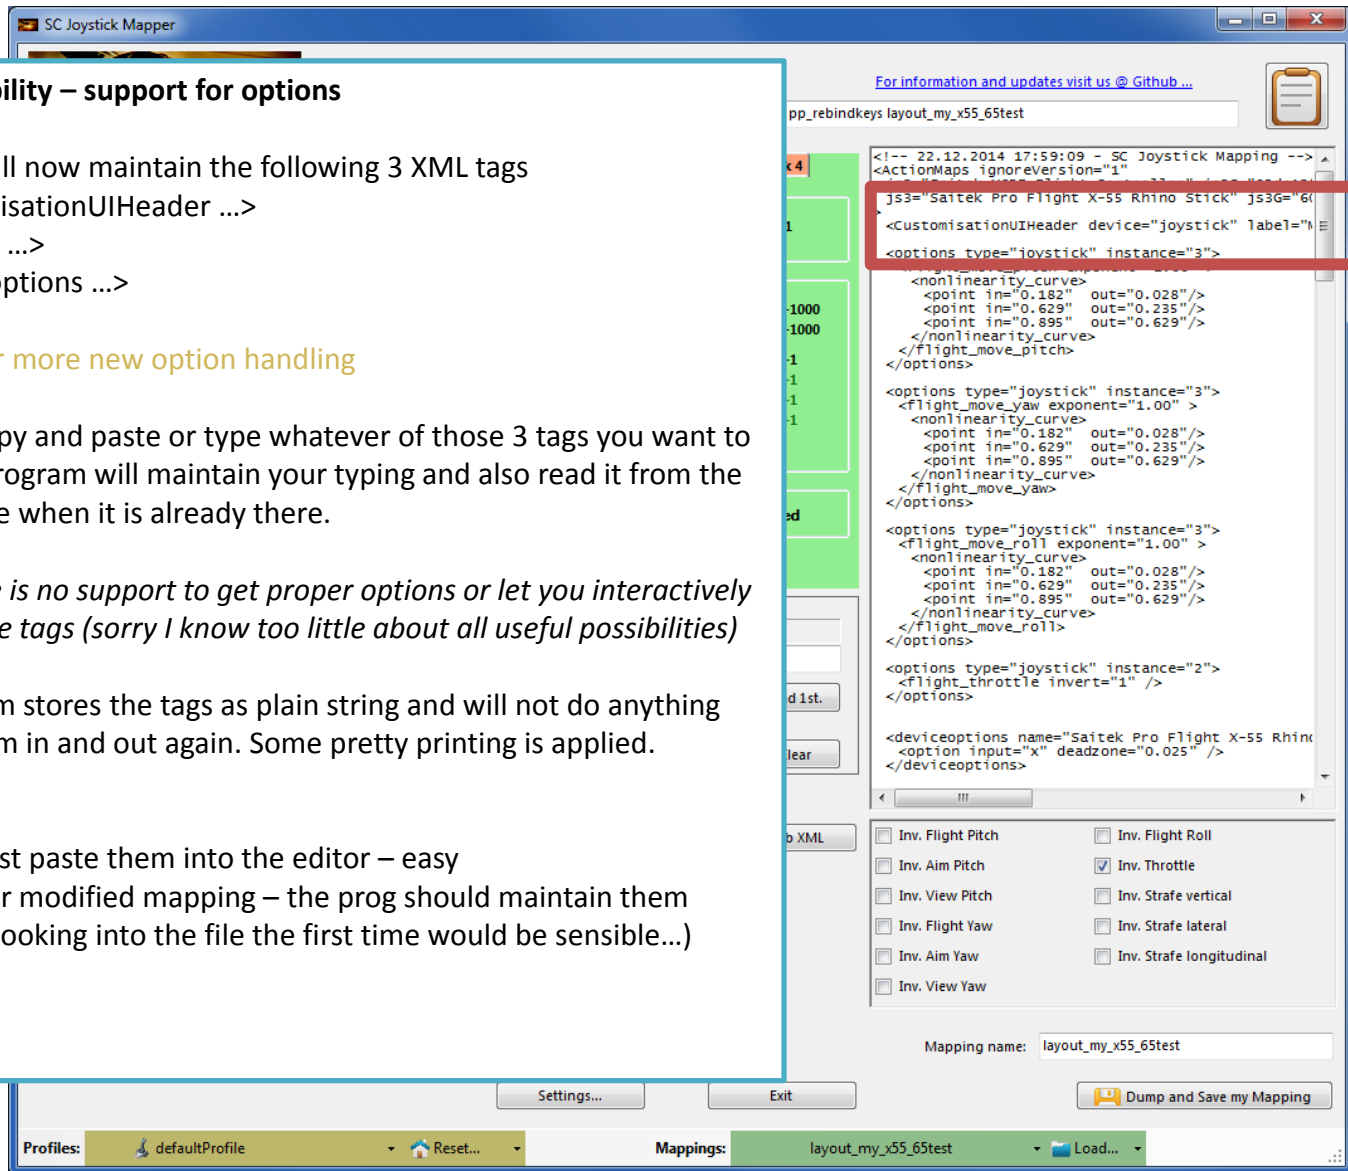 SC Joystick Mapper
bility – support for options
ll now maintain the following 3 XML tags
isationUIHeader …>
…>
options …>
r more new option handling
py and paste or type whatever of those 3 tags you want to
rogram will maintain your typing and also read it from the
e when it is already there.
e is no support to get proper options or let you interactively
e tags (sorry I know too little about all useful possibilities)
m stores the tags as plain string and will not do anything
m in and out again. Some pretty printing is applied.
st paste them into the editor – easy
r modified mapping – the prog should maintain them
ooking into the file the first time would be sensible…)
For information and updates visit us @ Github ...
pp_rebindkeys layout_my_x55_65test
k 4
1
-1000
-1000
-1
-1
-1
-1
ed
d 1st.
lear
b XML
<!-- 22.12.2014 17:59:09 - SC Joystick Mapping -->
<ActionMaps ignoreVersion="1"
js3="Saitek Pro Flight X-55 Rhino Stick" js3G="6
>
<CustomisationUIHeader device="joystick" label="M
<options type="joystick" instance="3">
<nonlinearity_curve>
<point in="0.182" out="0.028"/>
<point in="0.629" out="0.235"/>
<point in="0.895" out="0.629"/>
</nonlinearity_curve>
</flight_move_pitch>
</options>
<options type="joystick" instance="3">
<flight_move_yaw exponent="1.00" >
<nonlinearity_curve>
<point in="0.182" out="0.028"/>
<point in="0.629" out="0.235"/>
<point in="0.895" out="0.629"/>
</nonlinearity_curve>
</flight_move_yaw>
</options>
<options type="joystick" instance="3">
<flight_move_roll exponent="1.00" >
<nonlinearity_curve>
<point in="0.182" out="0.028"/>
<point in="0.629" out="0.235"/>
<point in="0.895" out="0.629"/>
</nonlinearity_curve>
</flight_move_roll>
</options>
<options type="joystick" instance="2">
<flight_throttle invert="1" />
</options>
<deviceoptions name="Saitek Pro Flight X-55 Rhino
<option input="x" deadzone="0.025" />
</deviceoptions>
Inv. Flight Pitch
Inv. Flight Roll
Inv. Aim Pitch
Inv. Throttle
Inv. View Pitch
Inv. Strafe vertical
Inv. Flight Yaw
Inv. Strafe lateral
Inv. Aim Yaw
Inv. Strafe longitudinal
Inv. View Yaw
Mapping name: layout_my_x55_65test
Settings...
Exit
Dump and Save my Mapping
Profiles: defaultProfile Reset... Mappings: layout_my_x55_65test Load...